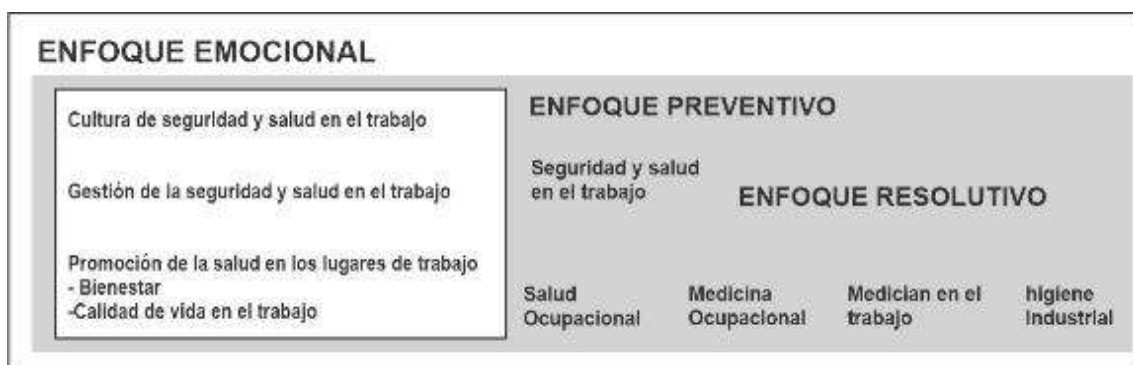 ENFOQUE EMOCIONAL
Cultura de seguridad y salud en el trabajo
Gestión de la seguridad y salud en el trabajo
Promoción de la salud en los lugares de trabajo
- Bienestar
-Calidad de vida en el trabajo
ENFOQUE PREVENTIVO
Seguridad y salud
en el trabajo
ENFOQUE RESOLUTIVO
Salud
Ocupacional
Medicina
Ocupacional
Medician en el
trabajo
higiene
Industrial